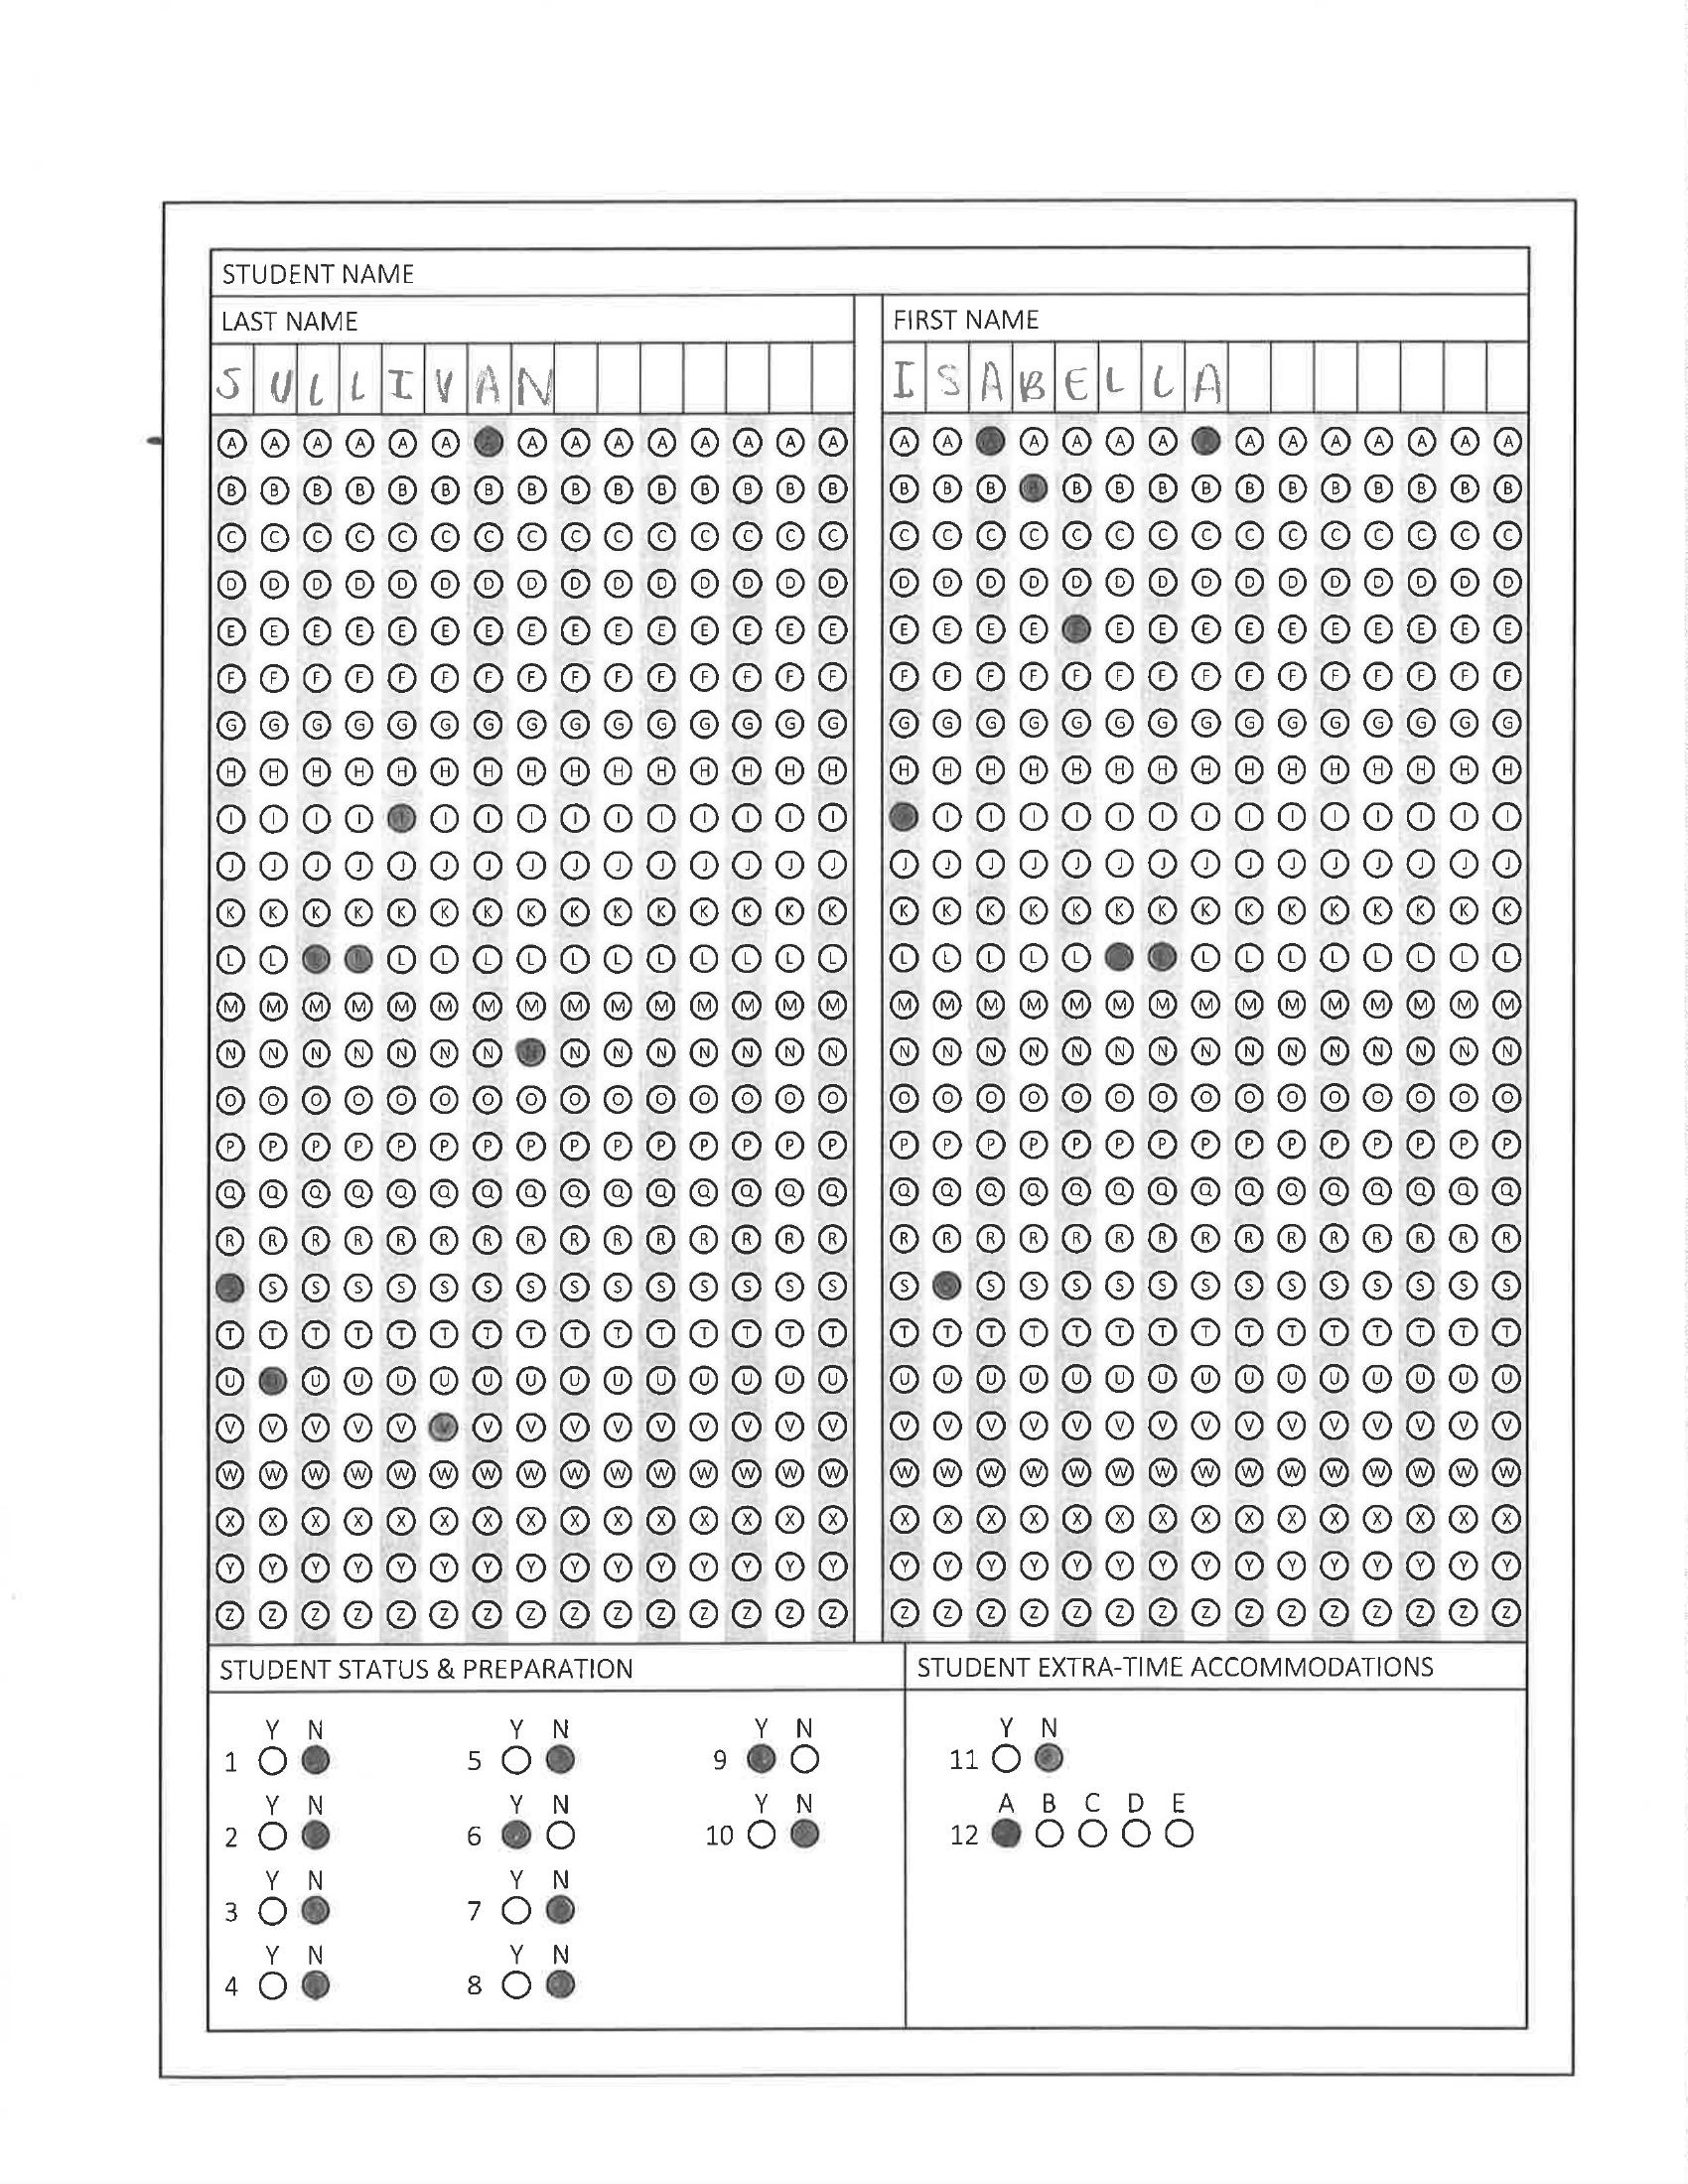 STUDENT NAME
LAST NAME FIRST NAME
S U L L I V A N I S A B E L L A
A A A A A A A A A A A A A A A A A A A A A A A A A A A A A A
B B B B B B B B B B B B B B B B B B B B B B B B B B B B B B
C C C C C C C C C C C C C C C C C C C C C C C C C C C C C C
D D D D D D D D D D D D D D D D D D D D D D D D D D D D D D
E E E E E E E E E E E E E E E E E E E E E E E E E E E E E E
F F F F F F F F F F F F F F F F F F F F F F F F F F F F F F
G G G G G G G G G G G G G G G G G G G G G G G G G G G G G G
H H H H H H H H H H H H H H H H H H H H H H H H H H H H H H
I I I I I I I I I I I I I I I I I I I I I I I I I I I I I I
J J J J J J J J J J J J J J J J J J J J J J J J J J J J J J
K K K K K K K K K K K K K K K K K K K K K K K K K K K K K K
L L L L L L L L L L L L L L L L L L L L L L L L L L L L L L
M M M M M M M M M M M M M M M M M M M M M M M M M M M M M M
N N N N N N N N N N N N N N N N N N N N N N N N N N N N N N
O O O O O O O O O O O O O O O O O O O O O O O O O O O O O O
P P P P P P P P P P P P P P P P P P P P P P P P P P P P P P
Q Q Q Q Q Q Q Q Q Q Q Q Q Q Q Q Q Q Q Q Q Q Q Q Q Q Q Q Q Q
R R R R R R R R R R R R R R R R R R R R R R R R R R R R R R
S S S S S S S S S S S S S S S S S S S S S S S S S S S S S S
T T T T T T T T T T T T T T T T T T T T T T T T T T T T T T
U U U U U U U U U U U U U U U U U U U U U U U U U U U U U U
V V V V V V V V V V V V V V V V V V V V V V V V V V V V V V
W W W W W W W W W W W W W W W W W W W W W W W W W W W W W W
X X X X X X X X X X X X X X X X X X X X X X X X X X X X X X
Y Y Y Y Y Y Y Y Y Y Y Y Y Y Y Y Y Y Y Y Y Y Y Y Y Y Y Y Y Y
Z Z Z Z Z Z Z Z Z Z Z Z Z Z Z Z Z Z Z Z Z Z Z Z Z Z Z Z Z Z
STUDENT STATUS & PREPARATION STUDENT EXTRA-TIME ACCOMMODATIONS
Y N Y N Y N Y N
1 5 9 11
Y N Y N Y N A B C D E
2 6 10 12
Y N Y N
3 7
Y N Y N
4 8